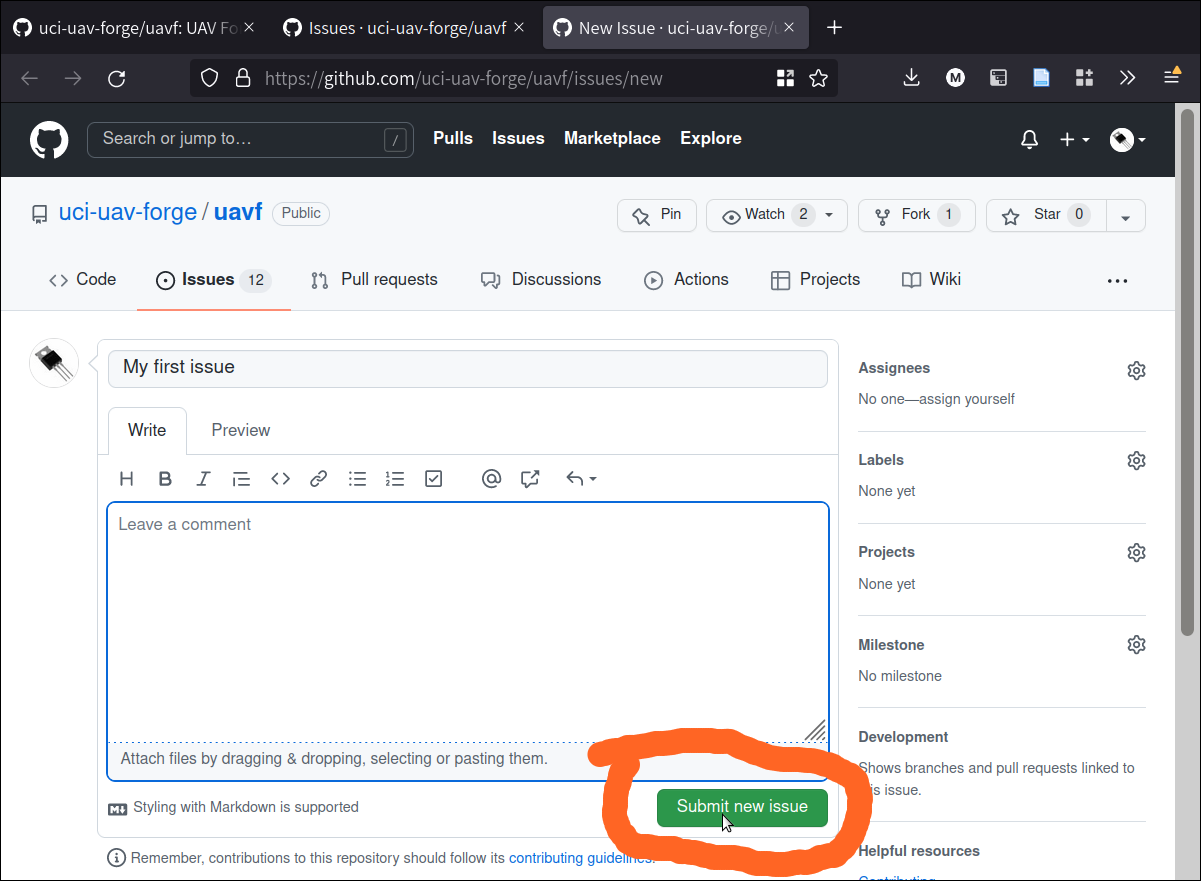 uci-uav-forge/uavf: UAV Fo
Issues · uci-uav-forge/uavf
New Issue · uci-uav-forge/u
https://github.com/uci-uav-forge/uavf/issues/new
M
Search or jump to…
/
Pulls
Issues
Marketplace
Explore
uci-uav-forge / uavf
Public
Pin
Watch 2
Fork 1
Star 0
Code
Issues 12
Pull requests
Discussions
Actions
Projects
Wiki
My first issue
Write
Preview
Leave a comment
Attach files by dragging & dropping, selecting or pasting them.
Styling with Markdown is supported
Submit new issue
Remember, contributions to this repository should follow its contributing guidelines.
Assignees
No one—assign yourself
Labels
None yet
Projects
None yet
Milestone
No milestone
Development
Shows branches and pull requests linked to
is issue.
Helpful resources
Contributing